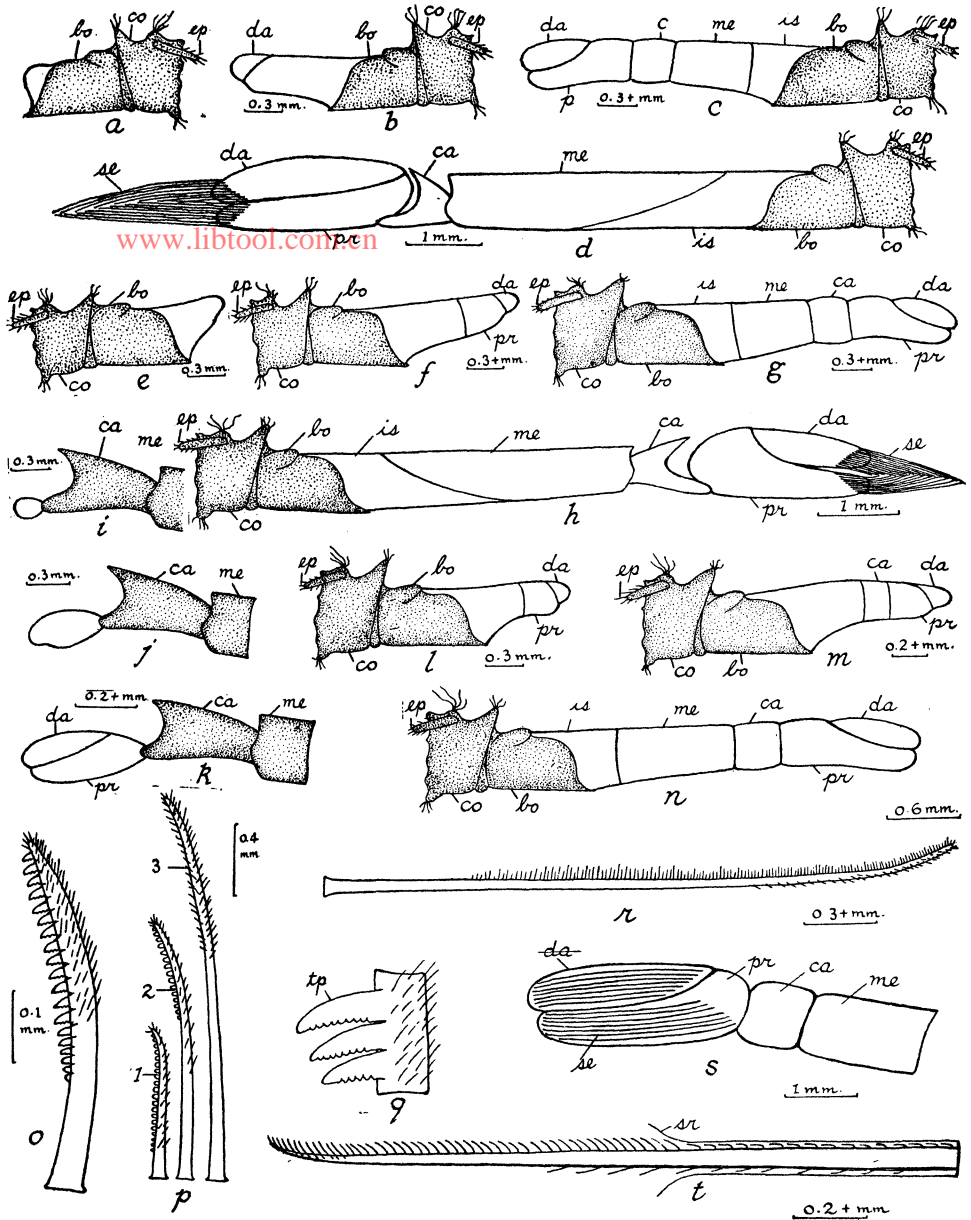 bo co ep da bo co ep da c me is bo ep
0.3 mm. p 0.3+mm. co
a b c
se da ca me ep
www.libtool.com.cn pr 1 mm. d is bo co
ep bo ep bo da ep is me ca da
co e 0.3 mm. co f pr 0.3+mm. co bo g 0.3+mm. pr
ca me ep bo is me ca da se
0.3 mm. i co h pr 1 mm.
0.3 mm. ca me ep bo da ep ca da
j co l pr 0.3 mm. co bo m pr 0.2+mm.
0.2+mm. da ca me ep is me ca da
pr k co bo n pr 0.6 mm.
3 0.4 mm
r 0.3+mm.
2 tp da pr ca me
0.1 mm. 1 se s
o q 1 mm.
p sr
t
0.2+mm